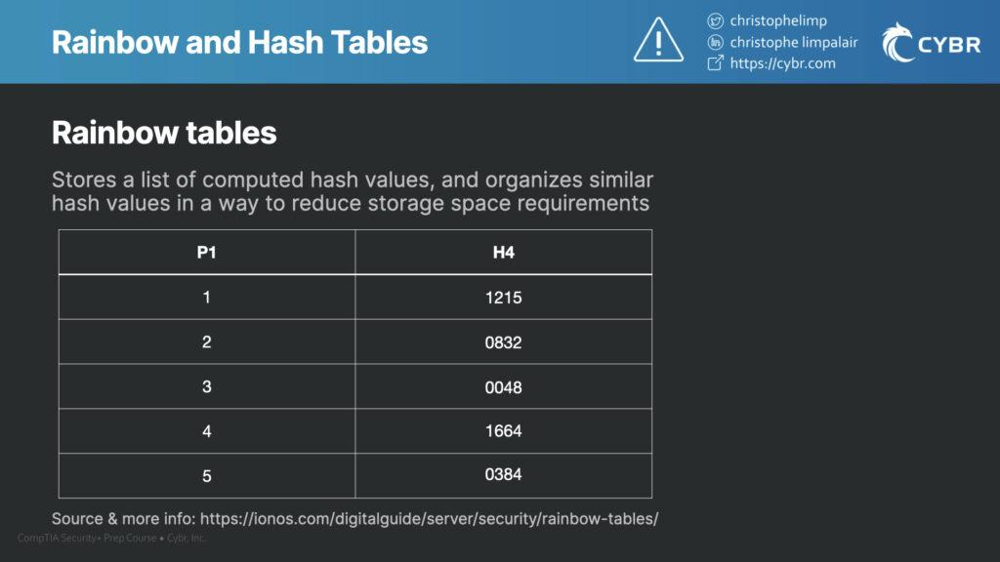 Rainbow and Hash Tables
christophelimp
christophe limpalair
https://cybr.com
CYBR
Rainbow tables
Stores a list of computed hash values, and organizes similar
hash values in a way to reduce storage space requirements
P1 H4
1 1215
2 0832
3 0048
4 1664
5 0384
Source & more info: https://ionos.com/digitalguide/server/security/rainbow-tables/
CompTIA Security+ Prep Course • Cybr, Inc.